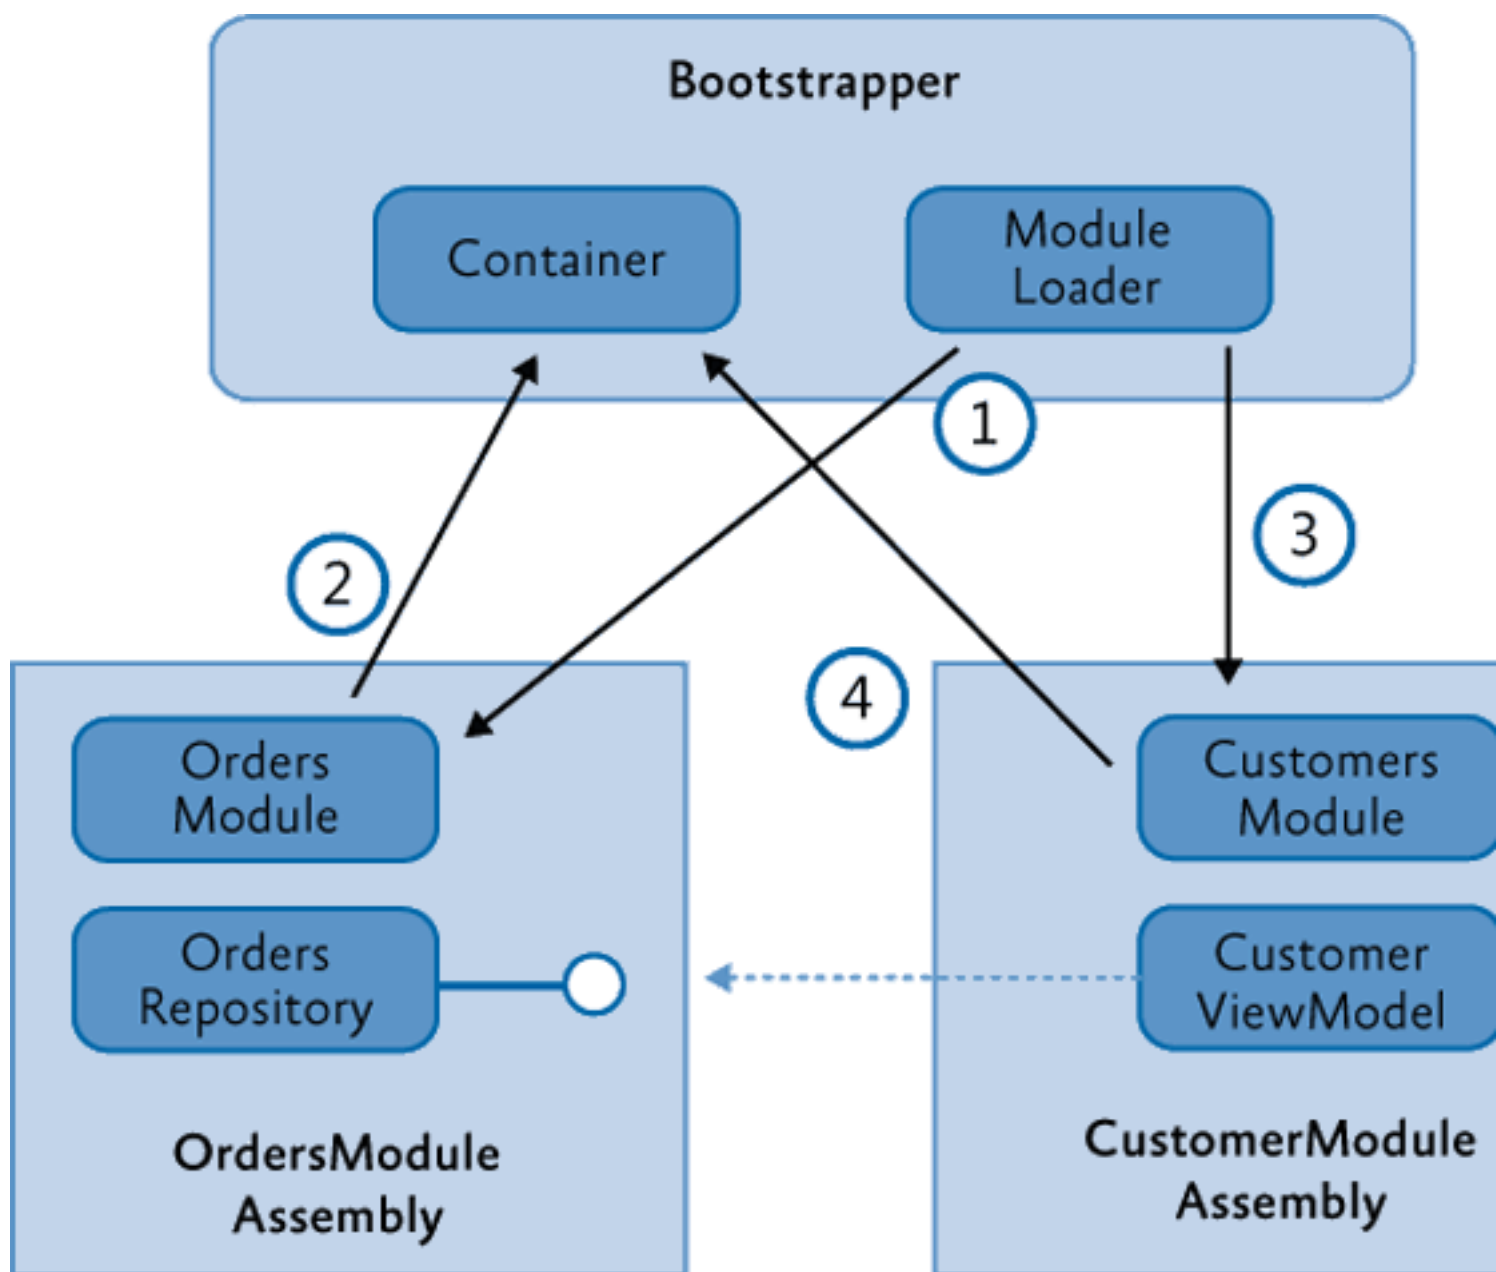 Bootstrapper
Container
Module
Loader
1
2
3
4
Orders
Module
Customers
Module
Orders
Repository
Customer
ViewModel
OrdersModule
Assembly
CustomerModule
Assembly